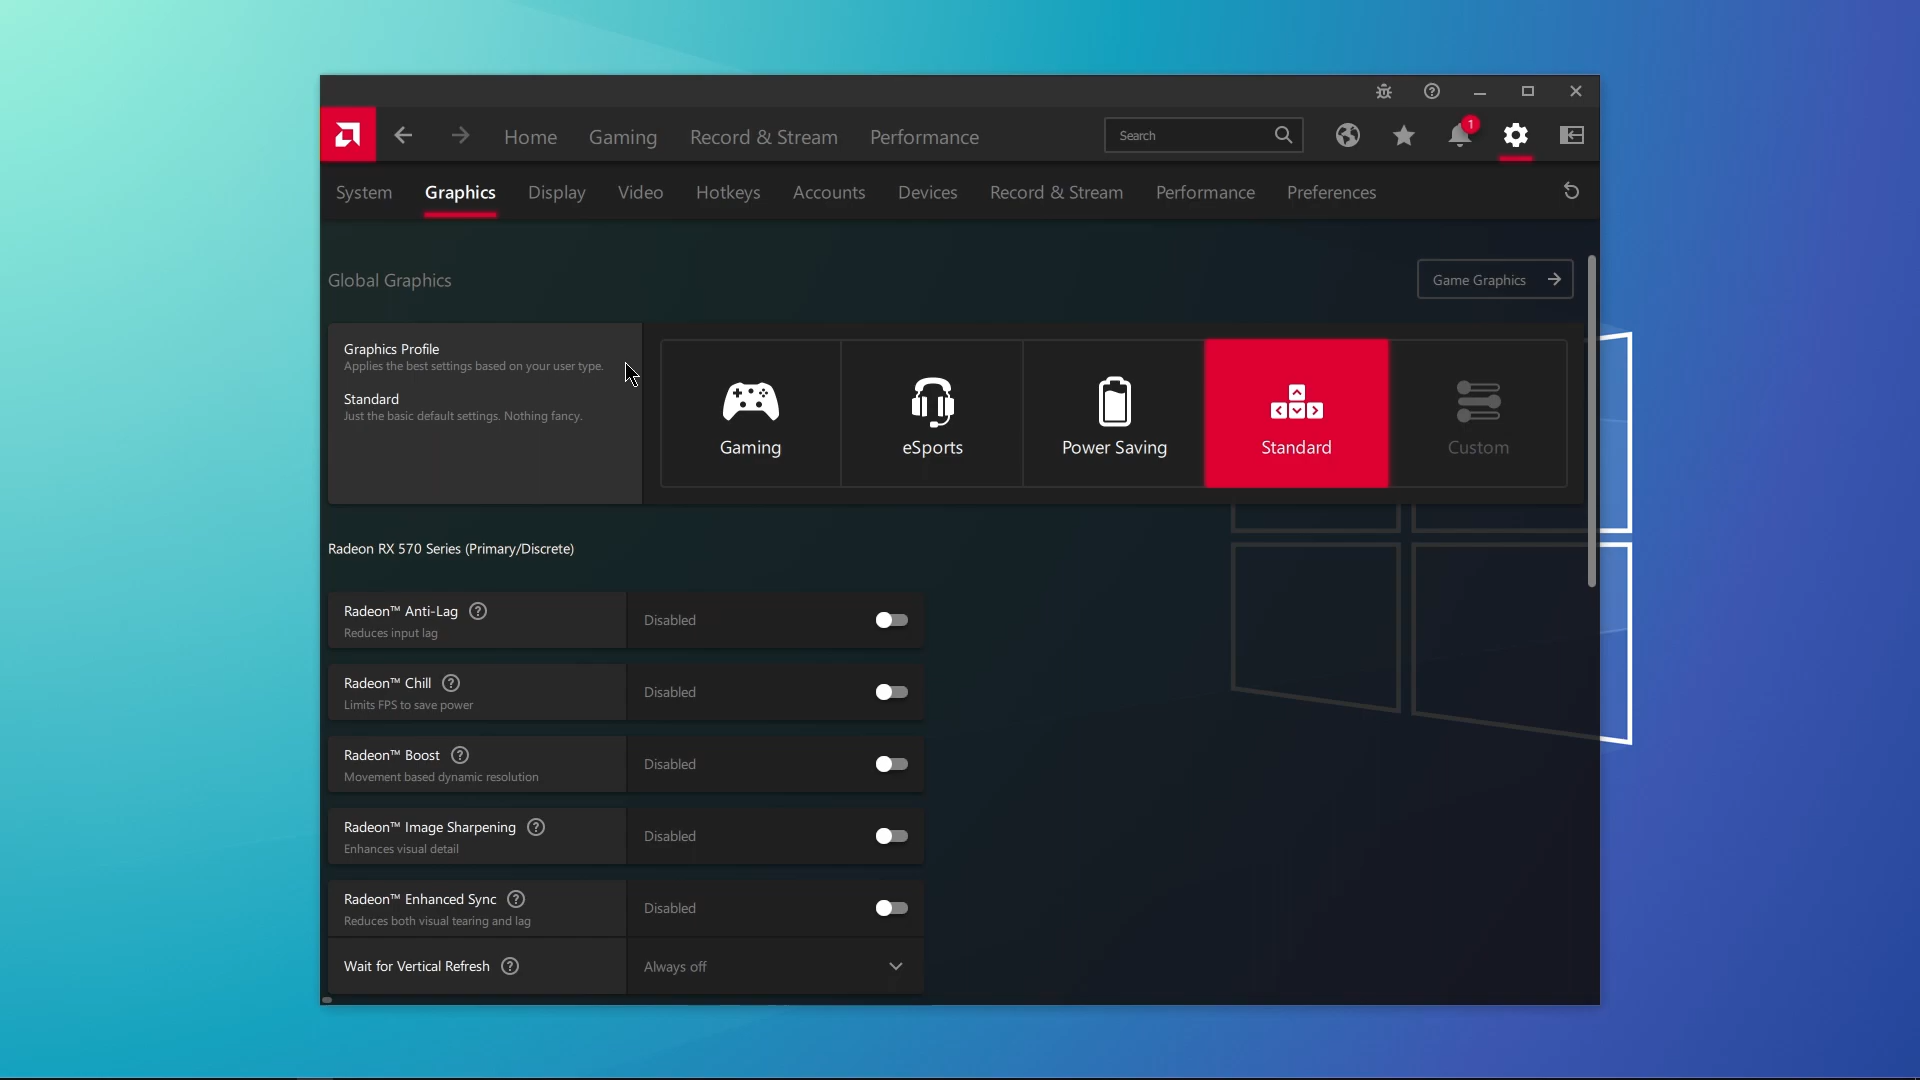 1
Home
Gaming
Record & Stream
Performance
Search
System
Graphics
Display
Video
Hotkeys
Accounts
Devices
Record & Stream
Performance
Preferences
Global Graphics
Game Graphics
Graphics Profile
Applies the best settings based on your user type.
Standard
Just the basic default settings. Nothing fancy.
Gaming
eSports
Power Saving
Standard
Custom
Radeon RX 570 Series (Primary/Discrete)
Radeon™ Anti-Lag
Reduces input lag
Disabled
Radeon™ Chill
Limits FPS to save power
Disabled
Radeon™ Boost
Movement based dynamic resolution
Disabled
Radeon™ Image Sharpening
Enhances visual detail
Disabled
Radeon™ Enhanced Sync
Reduces both visual tearing and lag
Disabled
Wait for Vertical Refresh
Always off